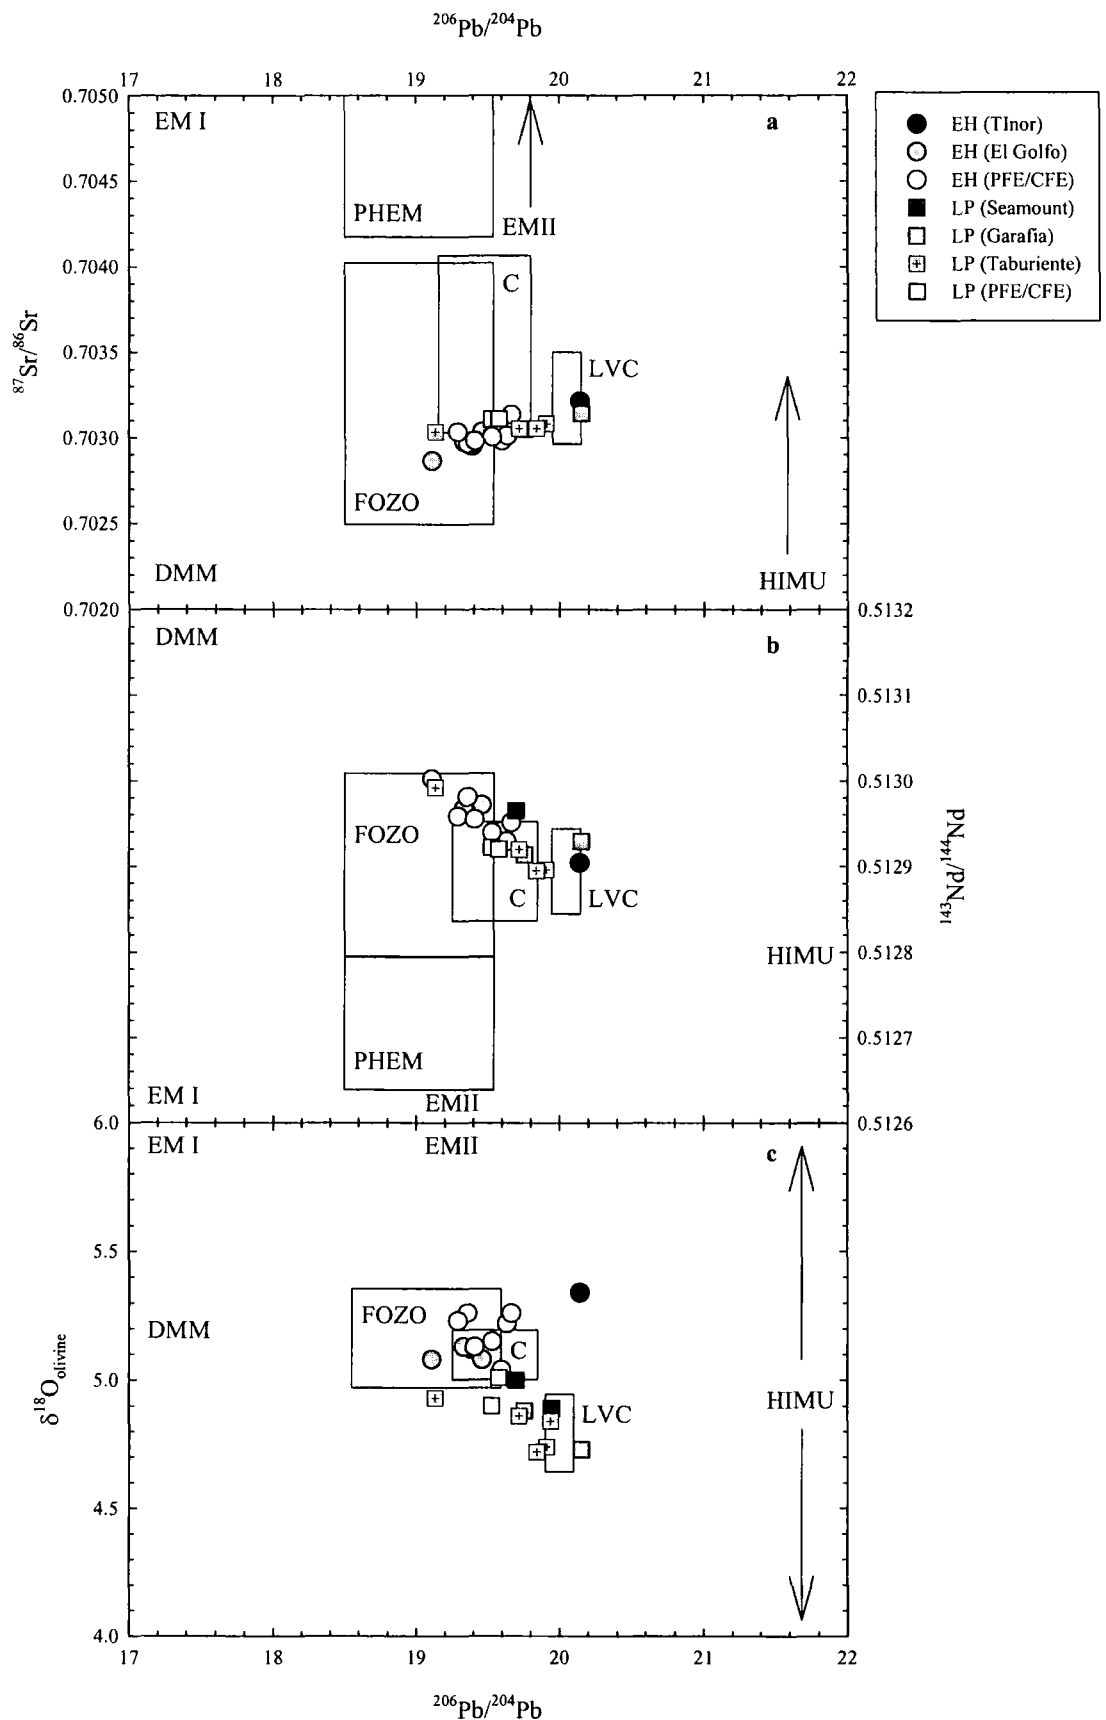 206Pb/204Pb
17 18 19 20 21 22
0.7050
0.7045
0.7040
0.7035
0.7030
0.7025
0.7020
87Sr/86Sr
EM I
a
PHEM
EMII
C
LVC
FOZO
DMM
HIMU
EH (TInor)
EH (El Golfo)
EH (PFE/CFE)
LP (Seamount)
LP (Garafia)
LP (Taburiente)
LP (PFE/CFE)
DMM
b
FOZO
C
LVC
HIMU
PHEM
EM I
EMII
0.5132
0.5131
0.5130
0.5129
0.5128
0.5127
0.5126
143Nd/144Nd
6.0
5.5
5.0
4.5
4.0
δ18Oolivine
EM I
EMII
c
FOZO
DMM
C
LVC
HIMU
17 18 19 20 21 22
206Pb/204Pb